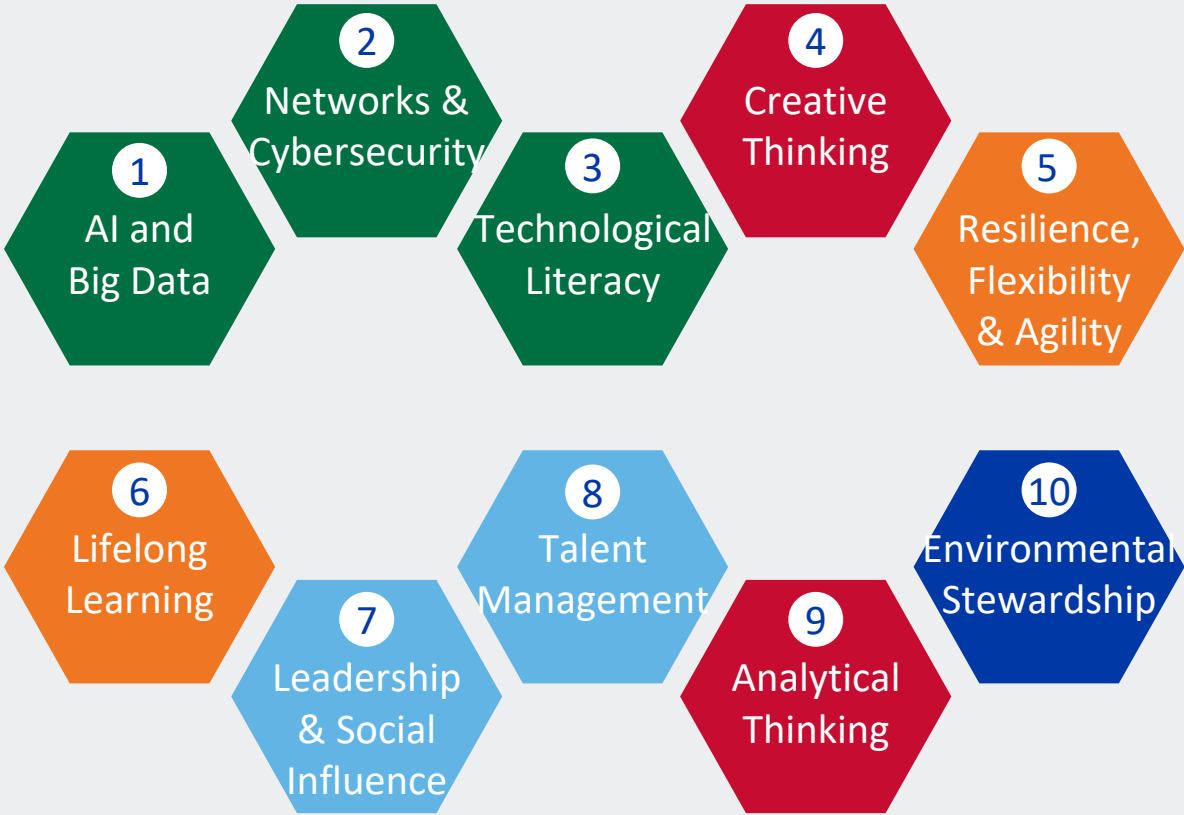 1
AI and
Big Data
2
Networks &
Cybersecurity
3
Technological
Literacy
4
Creative
Thinking
5
Resilience,
Flexibility
& Agility
6
Lifelong
Learning
7
Leadership
& Social
Influence
8
Talent
Management
9
Analytical
Thinking
10
Environmental
Stewardship